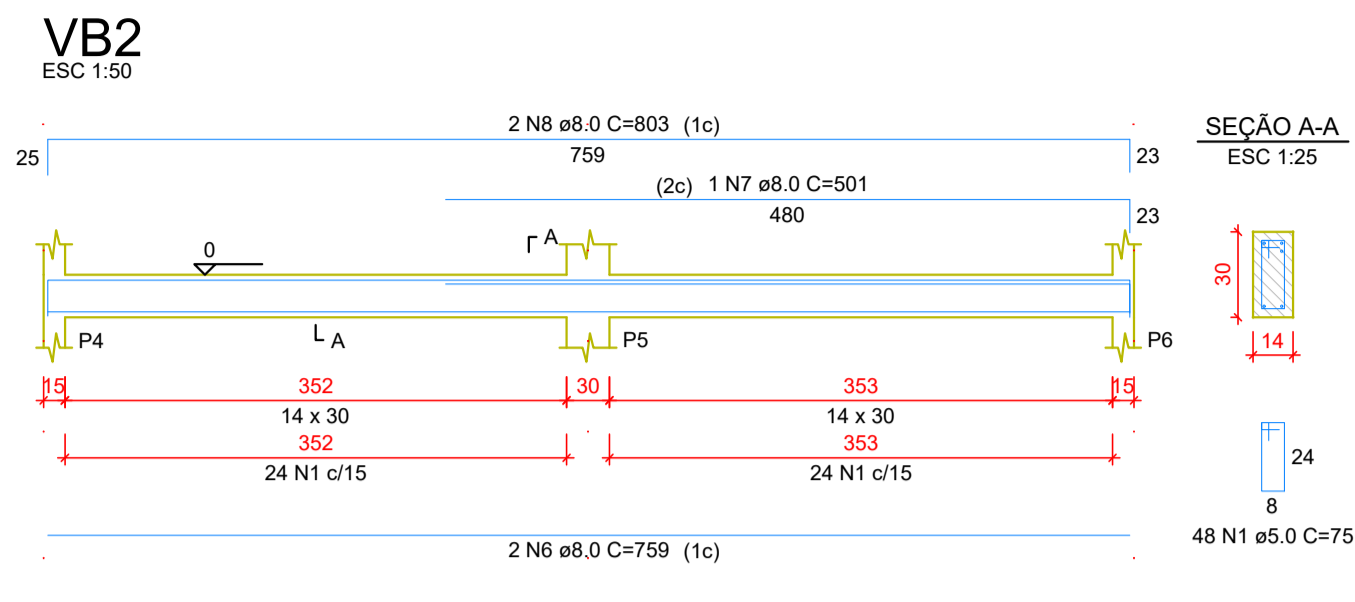 VB2
ESC 1:50
2 N8 ø8.0 C=803 (1c)
25
759
23
SEÇÃO A-A
ESC 1:25
(2c) 1 N7 ø8.0 C=501
480
23
0
A
A
P4
P5
P6
30
14
15
352
30
353
15
14 x 30
14 x 30
352
353
24 N1 c/15
24 N1 c/15
24
8
48 N1 ø5.0 C=75
2 N6 ø8.0 C=759 (1c)